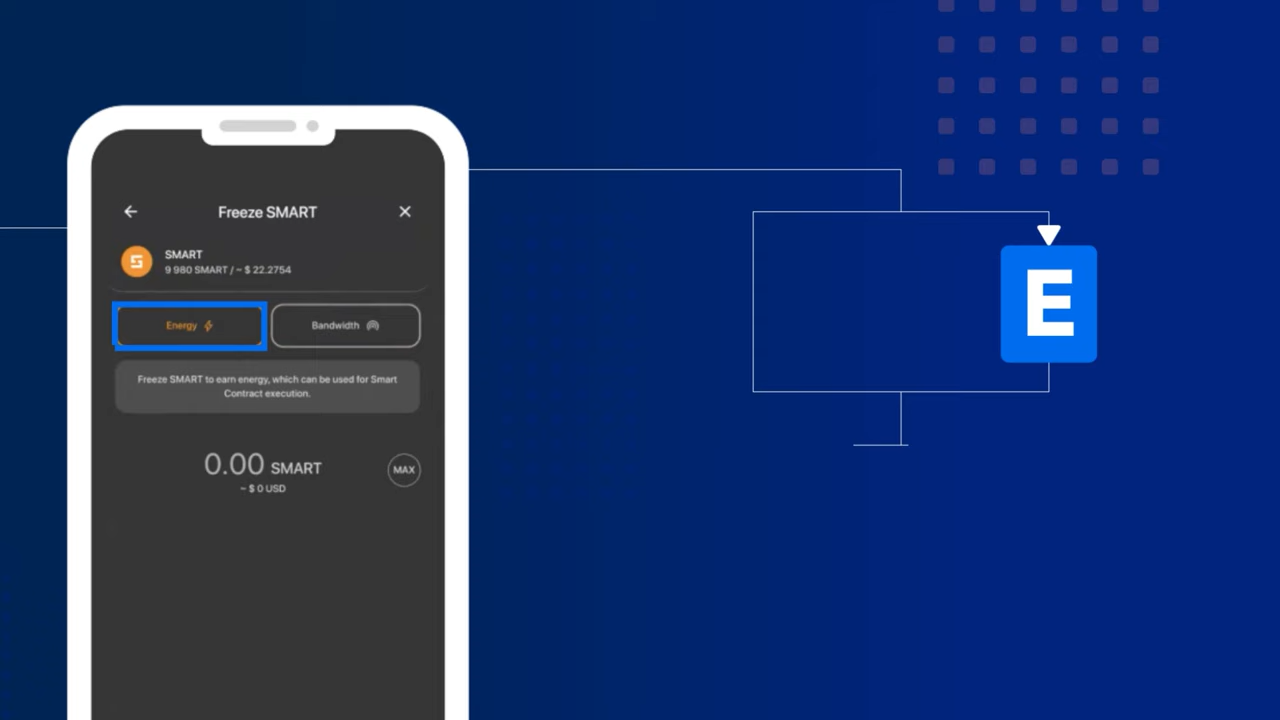 Freeze SMART
SMART
9 980 SMART / ~ $ 22.2754
Energy
Bandwidth
Freeze SMART to earn energy, which can be used for Smart
Contract execution.
0.00 SMART
MAX
~ $ 0 USD
E